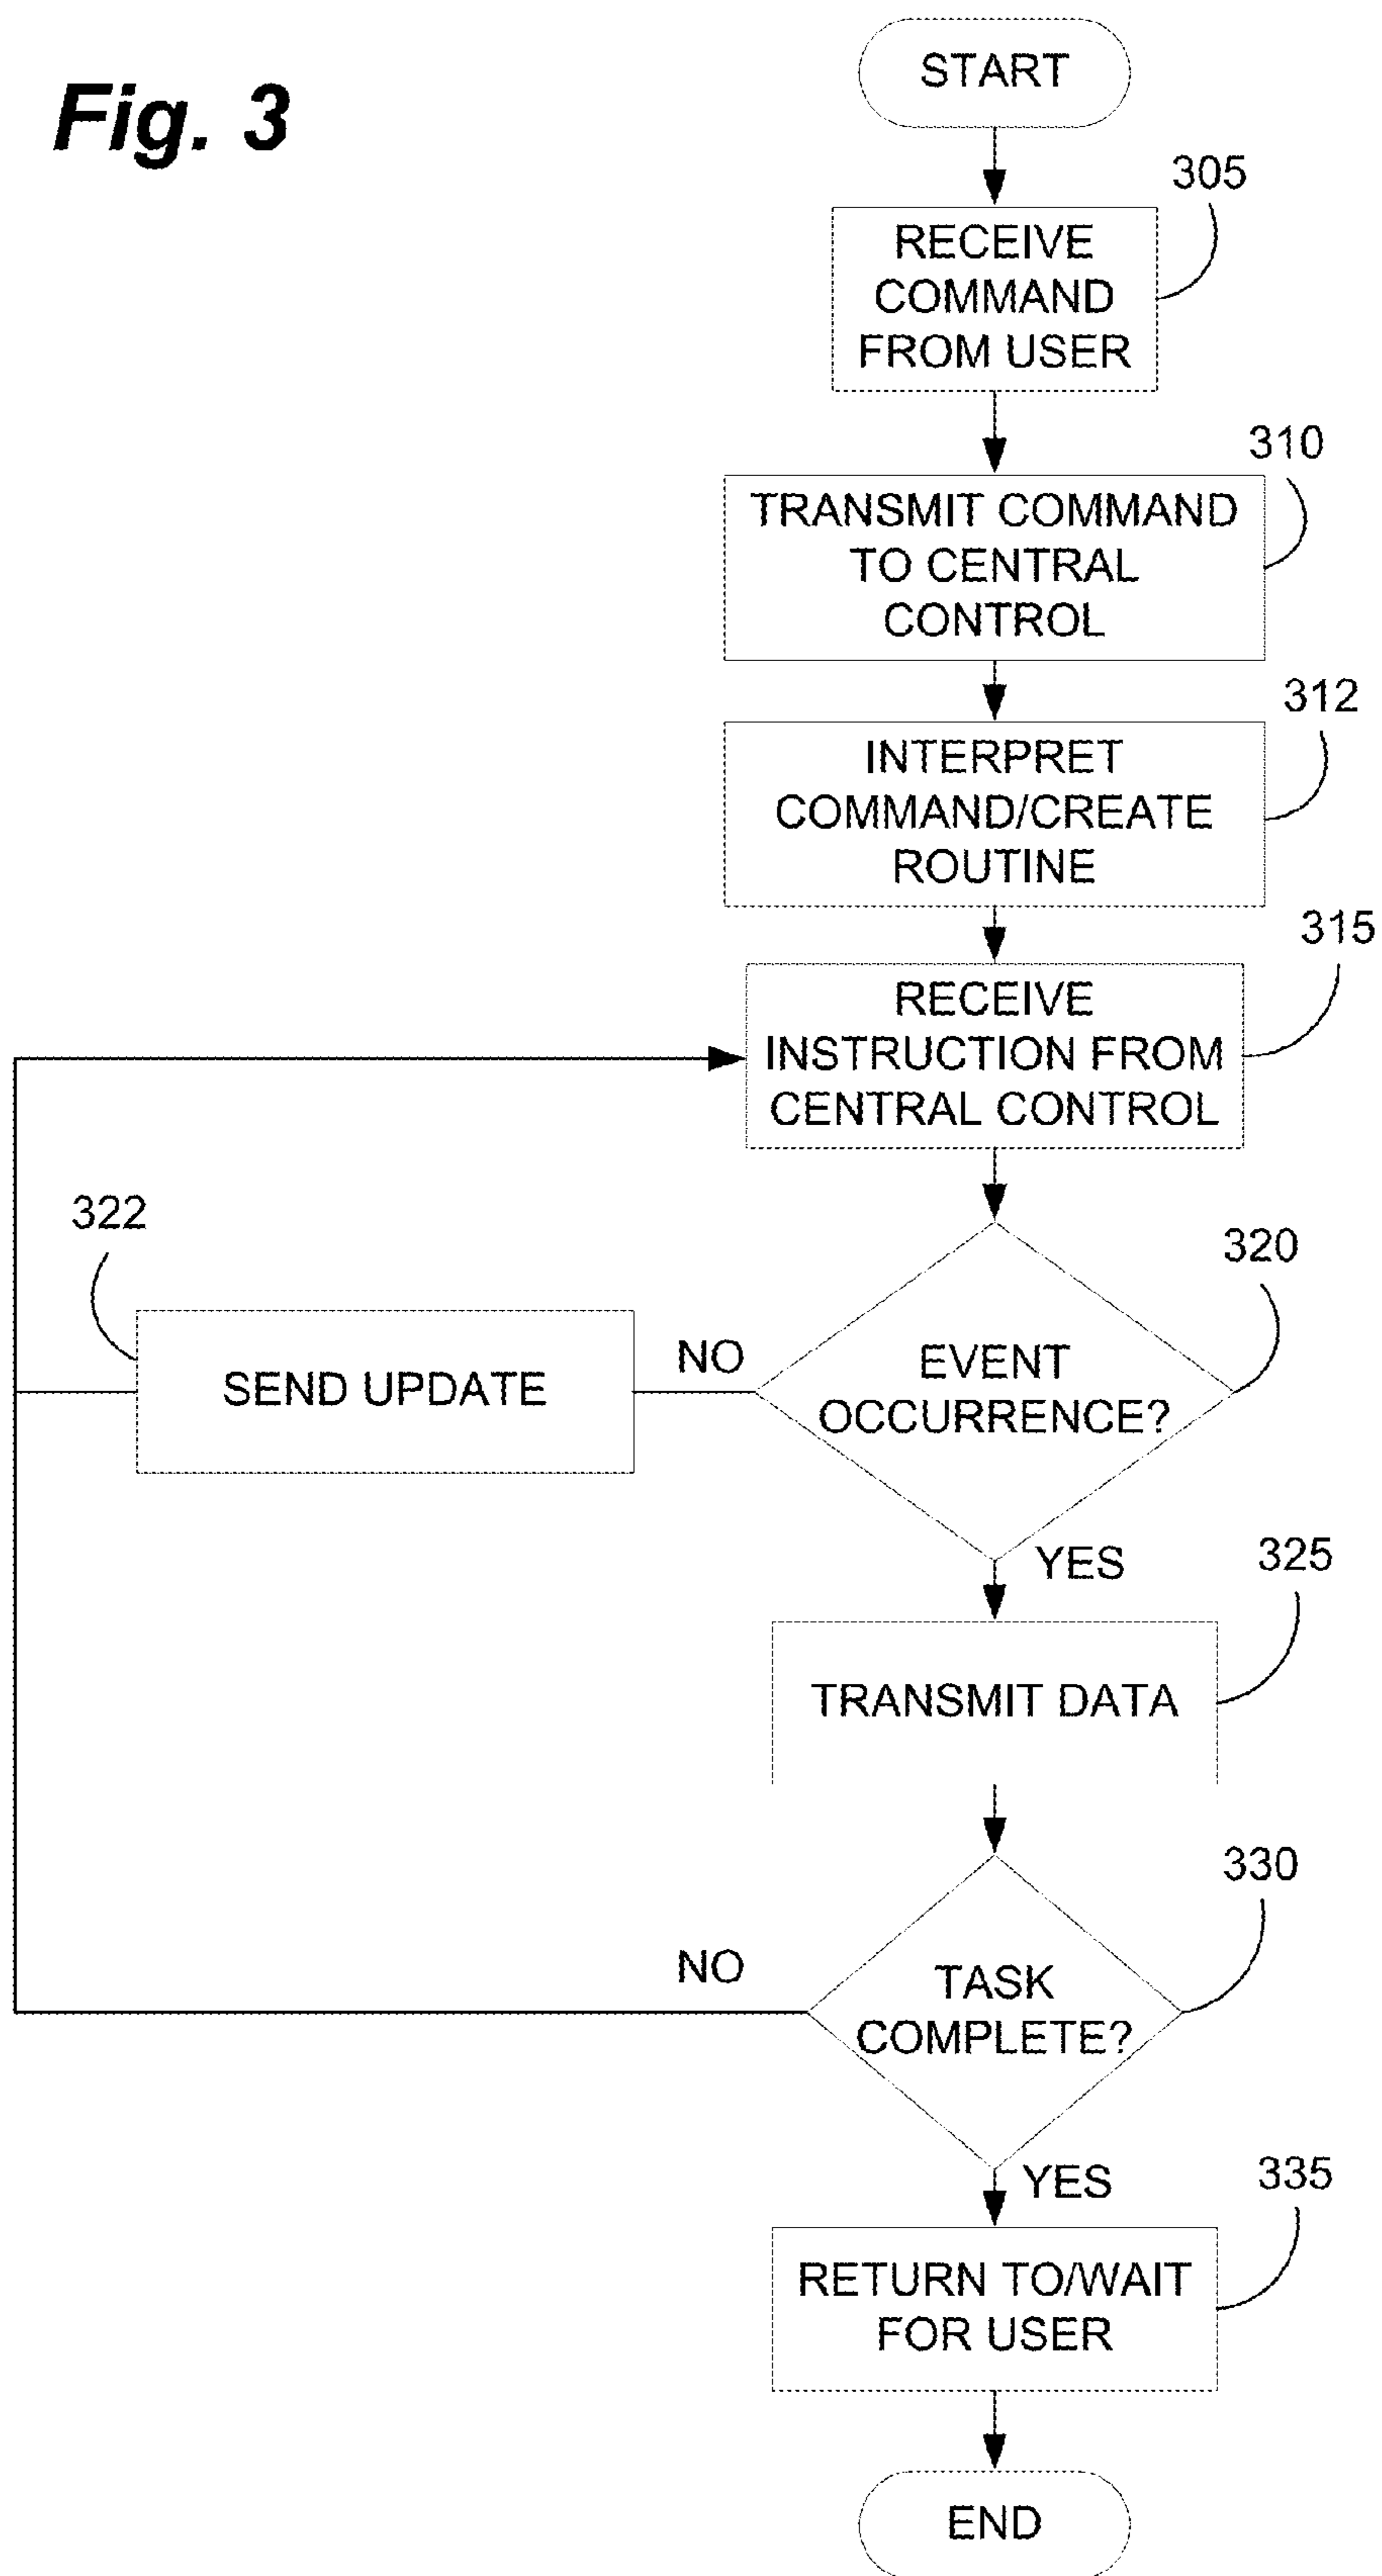 Fig. 3
START
305
RECEIVE
COMMAND
FROM USER
310
TRANSMIT COMMAND
TO CENTRAL
CONTROL
312
INTERPRET
COMMAND/CREATE
ROUTINE
315
RECEIVE
INSTRUCTION FROM
CENTRAL CONTROL
322
320
SEND UPDATE
NO
EVENT
OCCURRENCE?
YES
325
TRANSMIT DATA
330
NO
TASK
COMPLETE?
YES
335
RETURN TO/WAIT
FOR USER
END